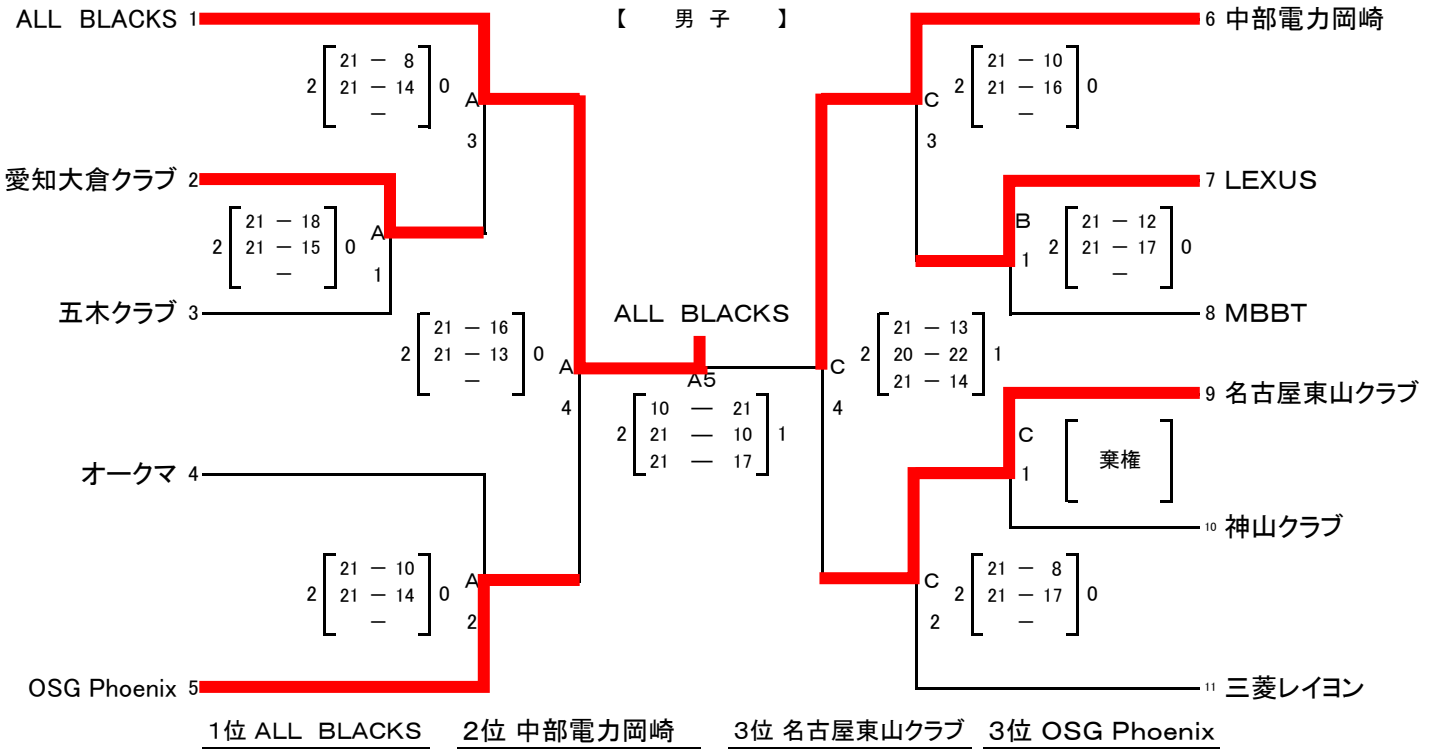 ALL BLACKS 1
【 男 子 】
6 中部電力岡崎
2 [ 21 － 8 ] 0
21 － 14
－
A
3
2 [ 21 － 10 ] 0
21 － 16
－
C
3
愛知大倉クラブ 2
7 LEXUS
2 [ 21 － 18 ] 0
21 － 15
－
A
1
B
1
2 [ 21 － 12 ] 0
21 － 17
－
五木クラブ 3
8 MBBT
ALL BLACKS
2 [ 21 － 16 ] 0
21 － 13
－
A
4
A5
2 [ 10 － 21 ] 1
21 － 10
21 － 17
C
4
2 [ 21 － 13 ] 1
20 － 22
21 － 14
9 名古屋東山クラブ
C
1
[ 棄権 ]
オークマ 4
10 神山クラブ
2 [ 21 － 10 ] 0
21 － 14
－
A
2
C
2
2 [ 21 － 8 ] 0
21 － 17
－
OSG Phoenix 5
11 三菱レイヨン
1位 ALL BLACKS 2位 中部電力岡崎 3位 名古屋東山クラブ 3位 OSG Phoenix